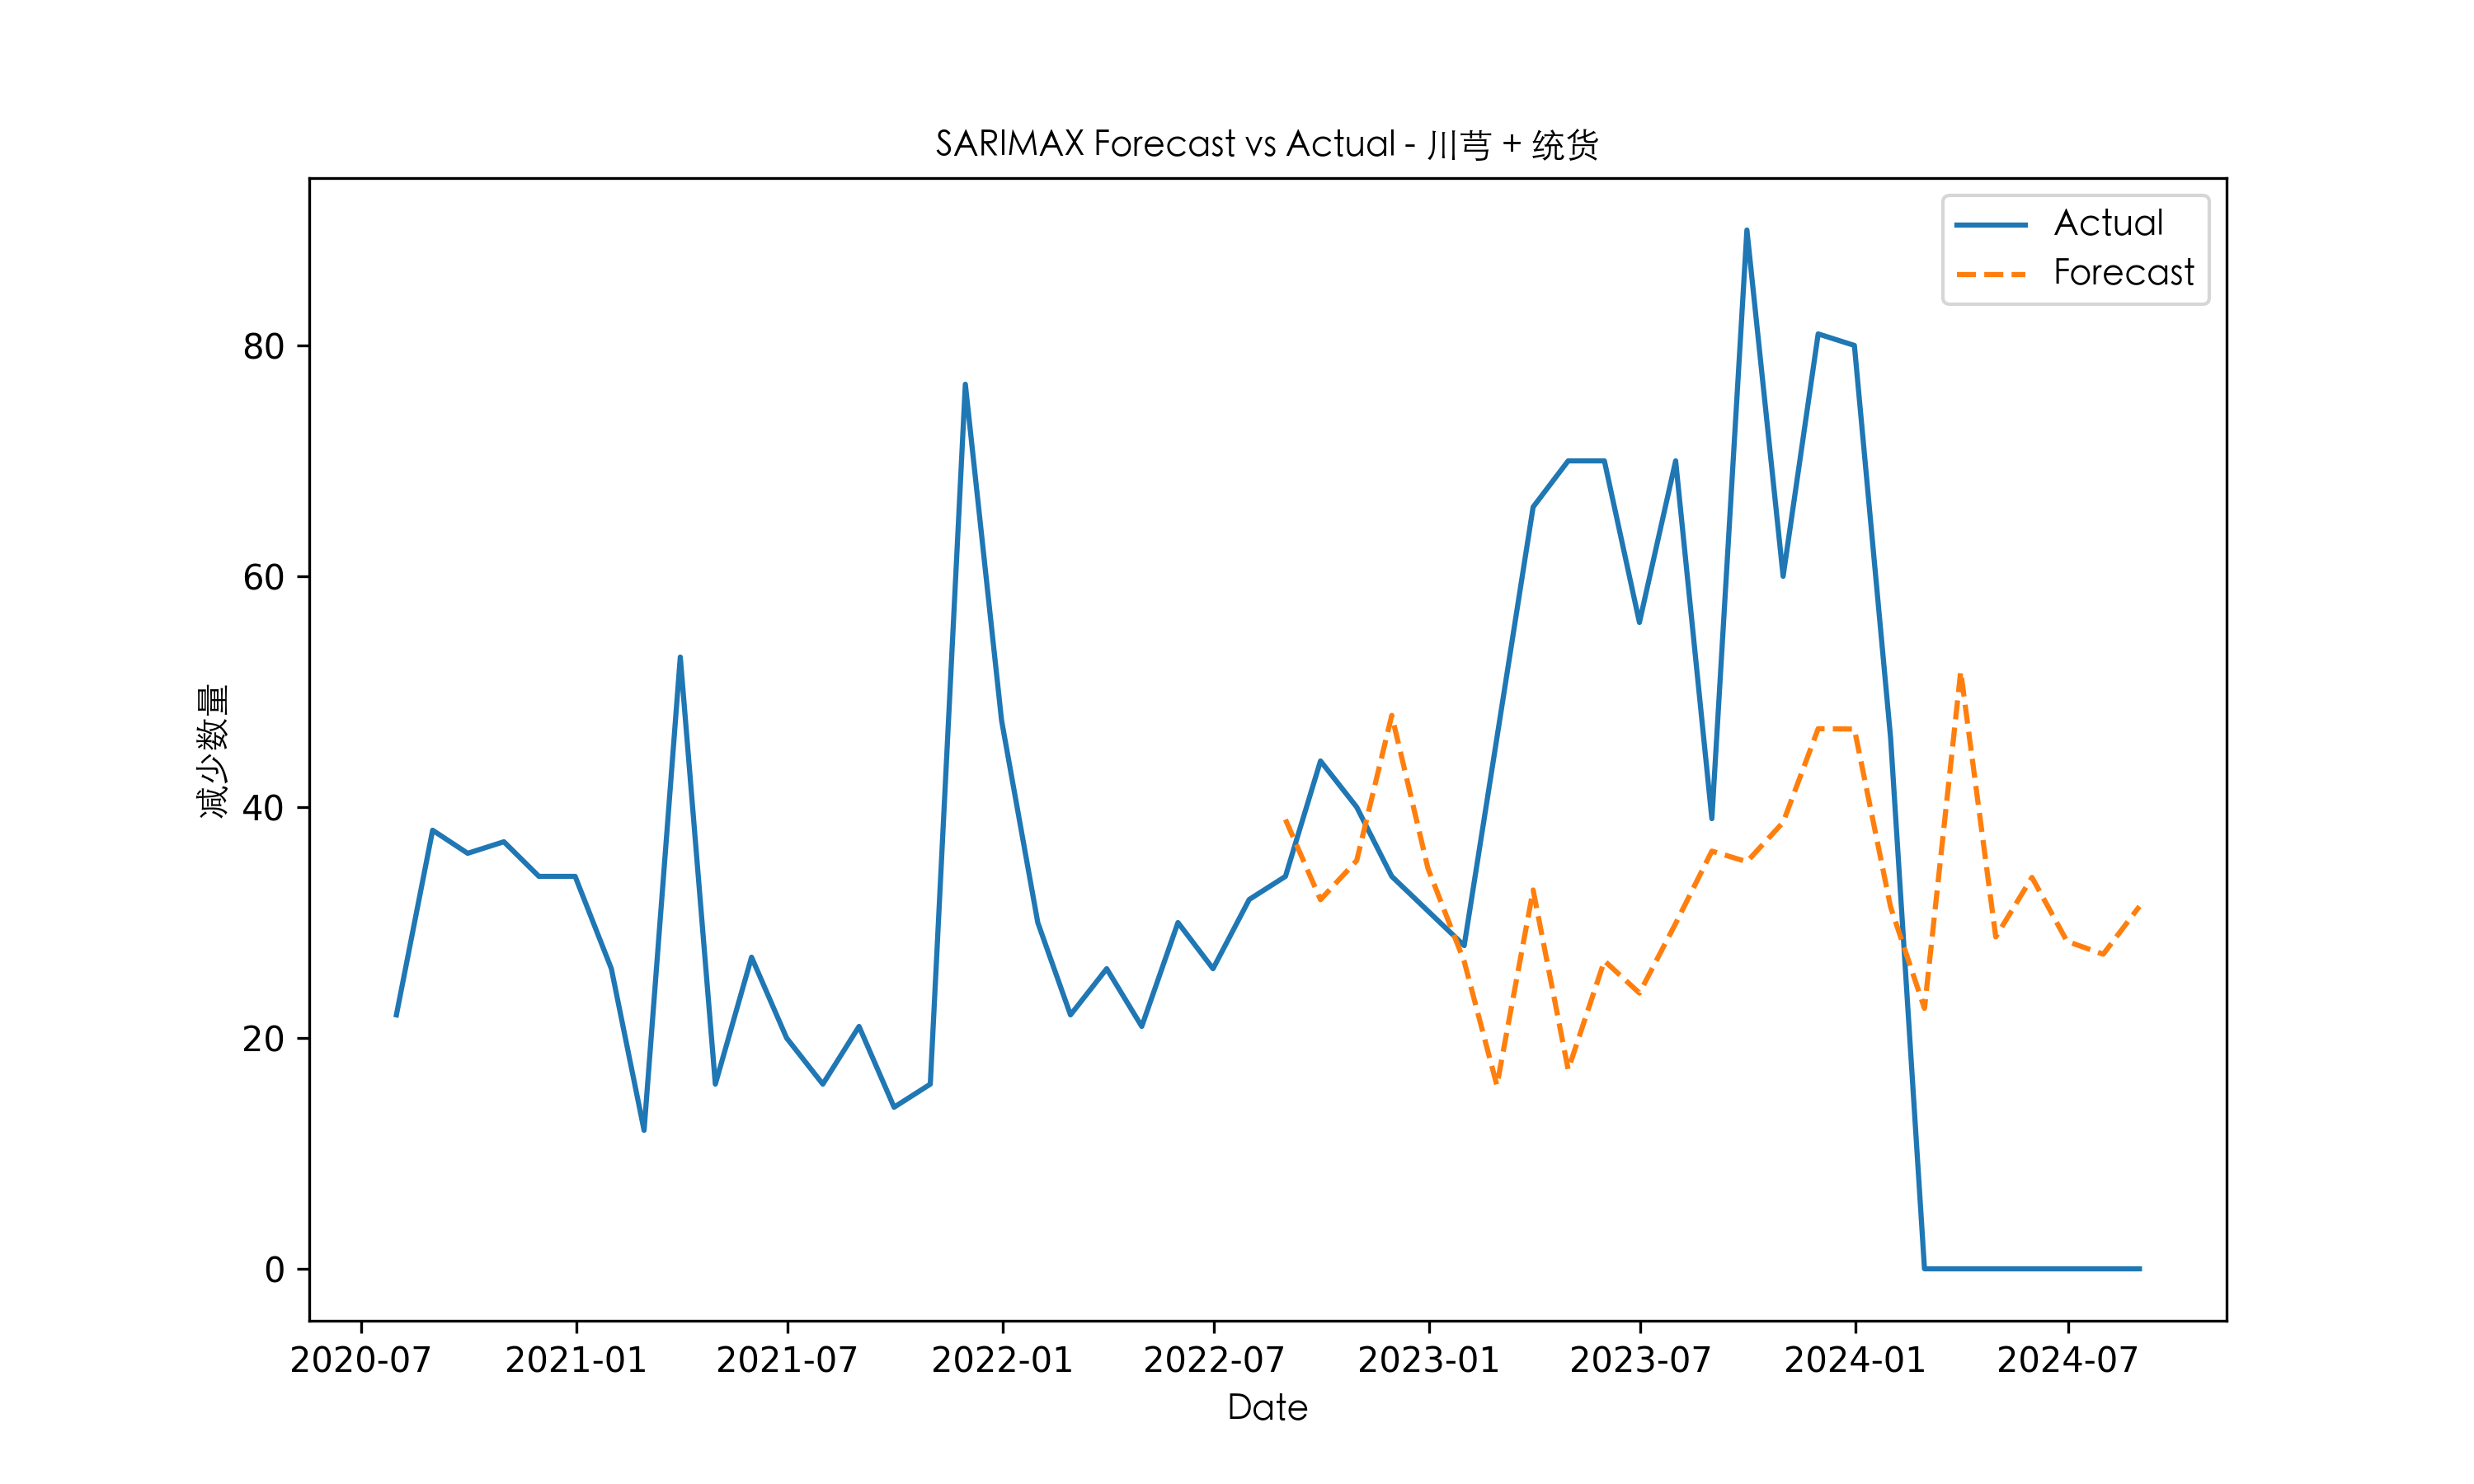 SARIMAX Forecast vs Actual - 川芎 + 统货
Actual
Forecast
减少数量
80
60
40
20
0
2020-07 2021-01 2021-07 2022-01 2022-07 2023-01 2023-07 2024-01 2024-07
Date